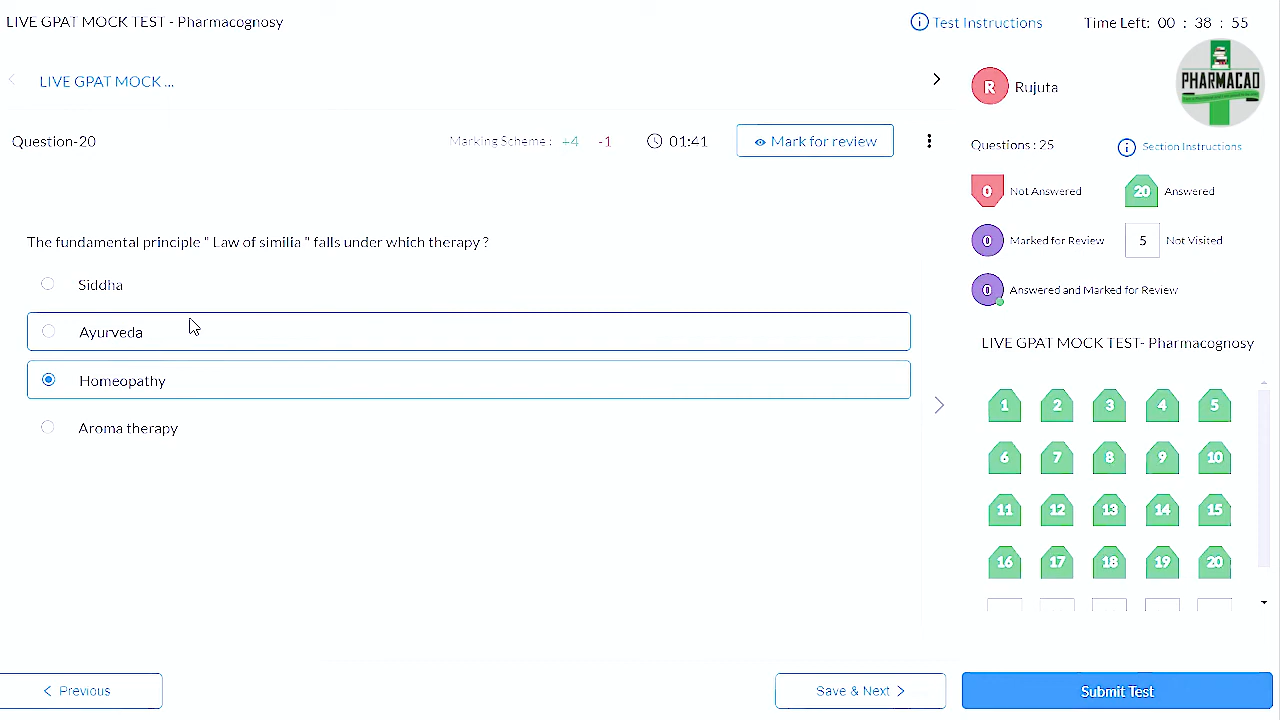 LIVE GPAT MOCK TEST - Pharmacognosy
Test Instructions
Time Left: 00 : 38 : 55
LIVE GPAT MOCK ...
R Rujuta
PHARMACAD
Question-20
Marking Scheme: +4 -1
01:41
Mark for review
Questions : 25
Section Instructions
0 Not Answered
20 Answered
0 Marked for Review
5 Not Visited
0 Answered and Marked for Review
The fundamental principle " Law of similia " falls under which therapy ?
Siddha
Ayurveda
Homeopathy
Aroma therapy
LIVE GPAT MOCK TEST- Pharmacognosy
1 2 3 4 5
6 7 8 9 10
11 12 13 14 15
16 17 18 19 20
Previous
Save & Next
Submit Test